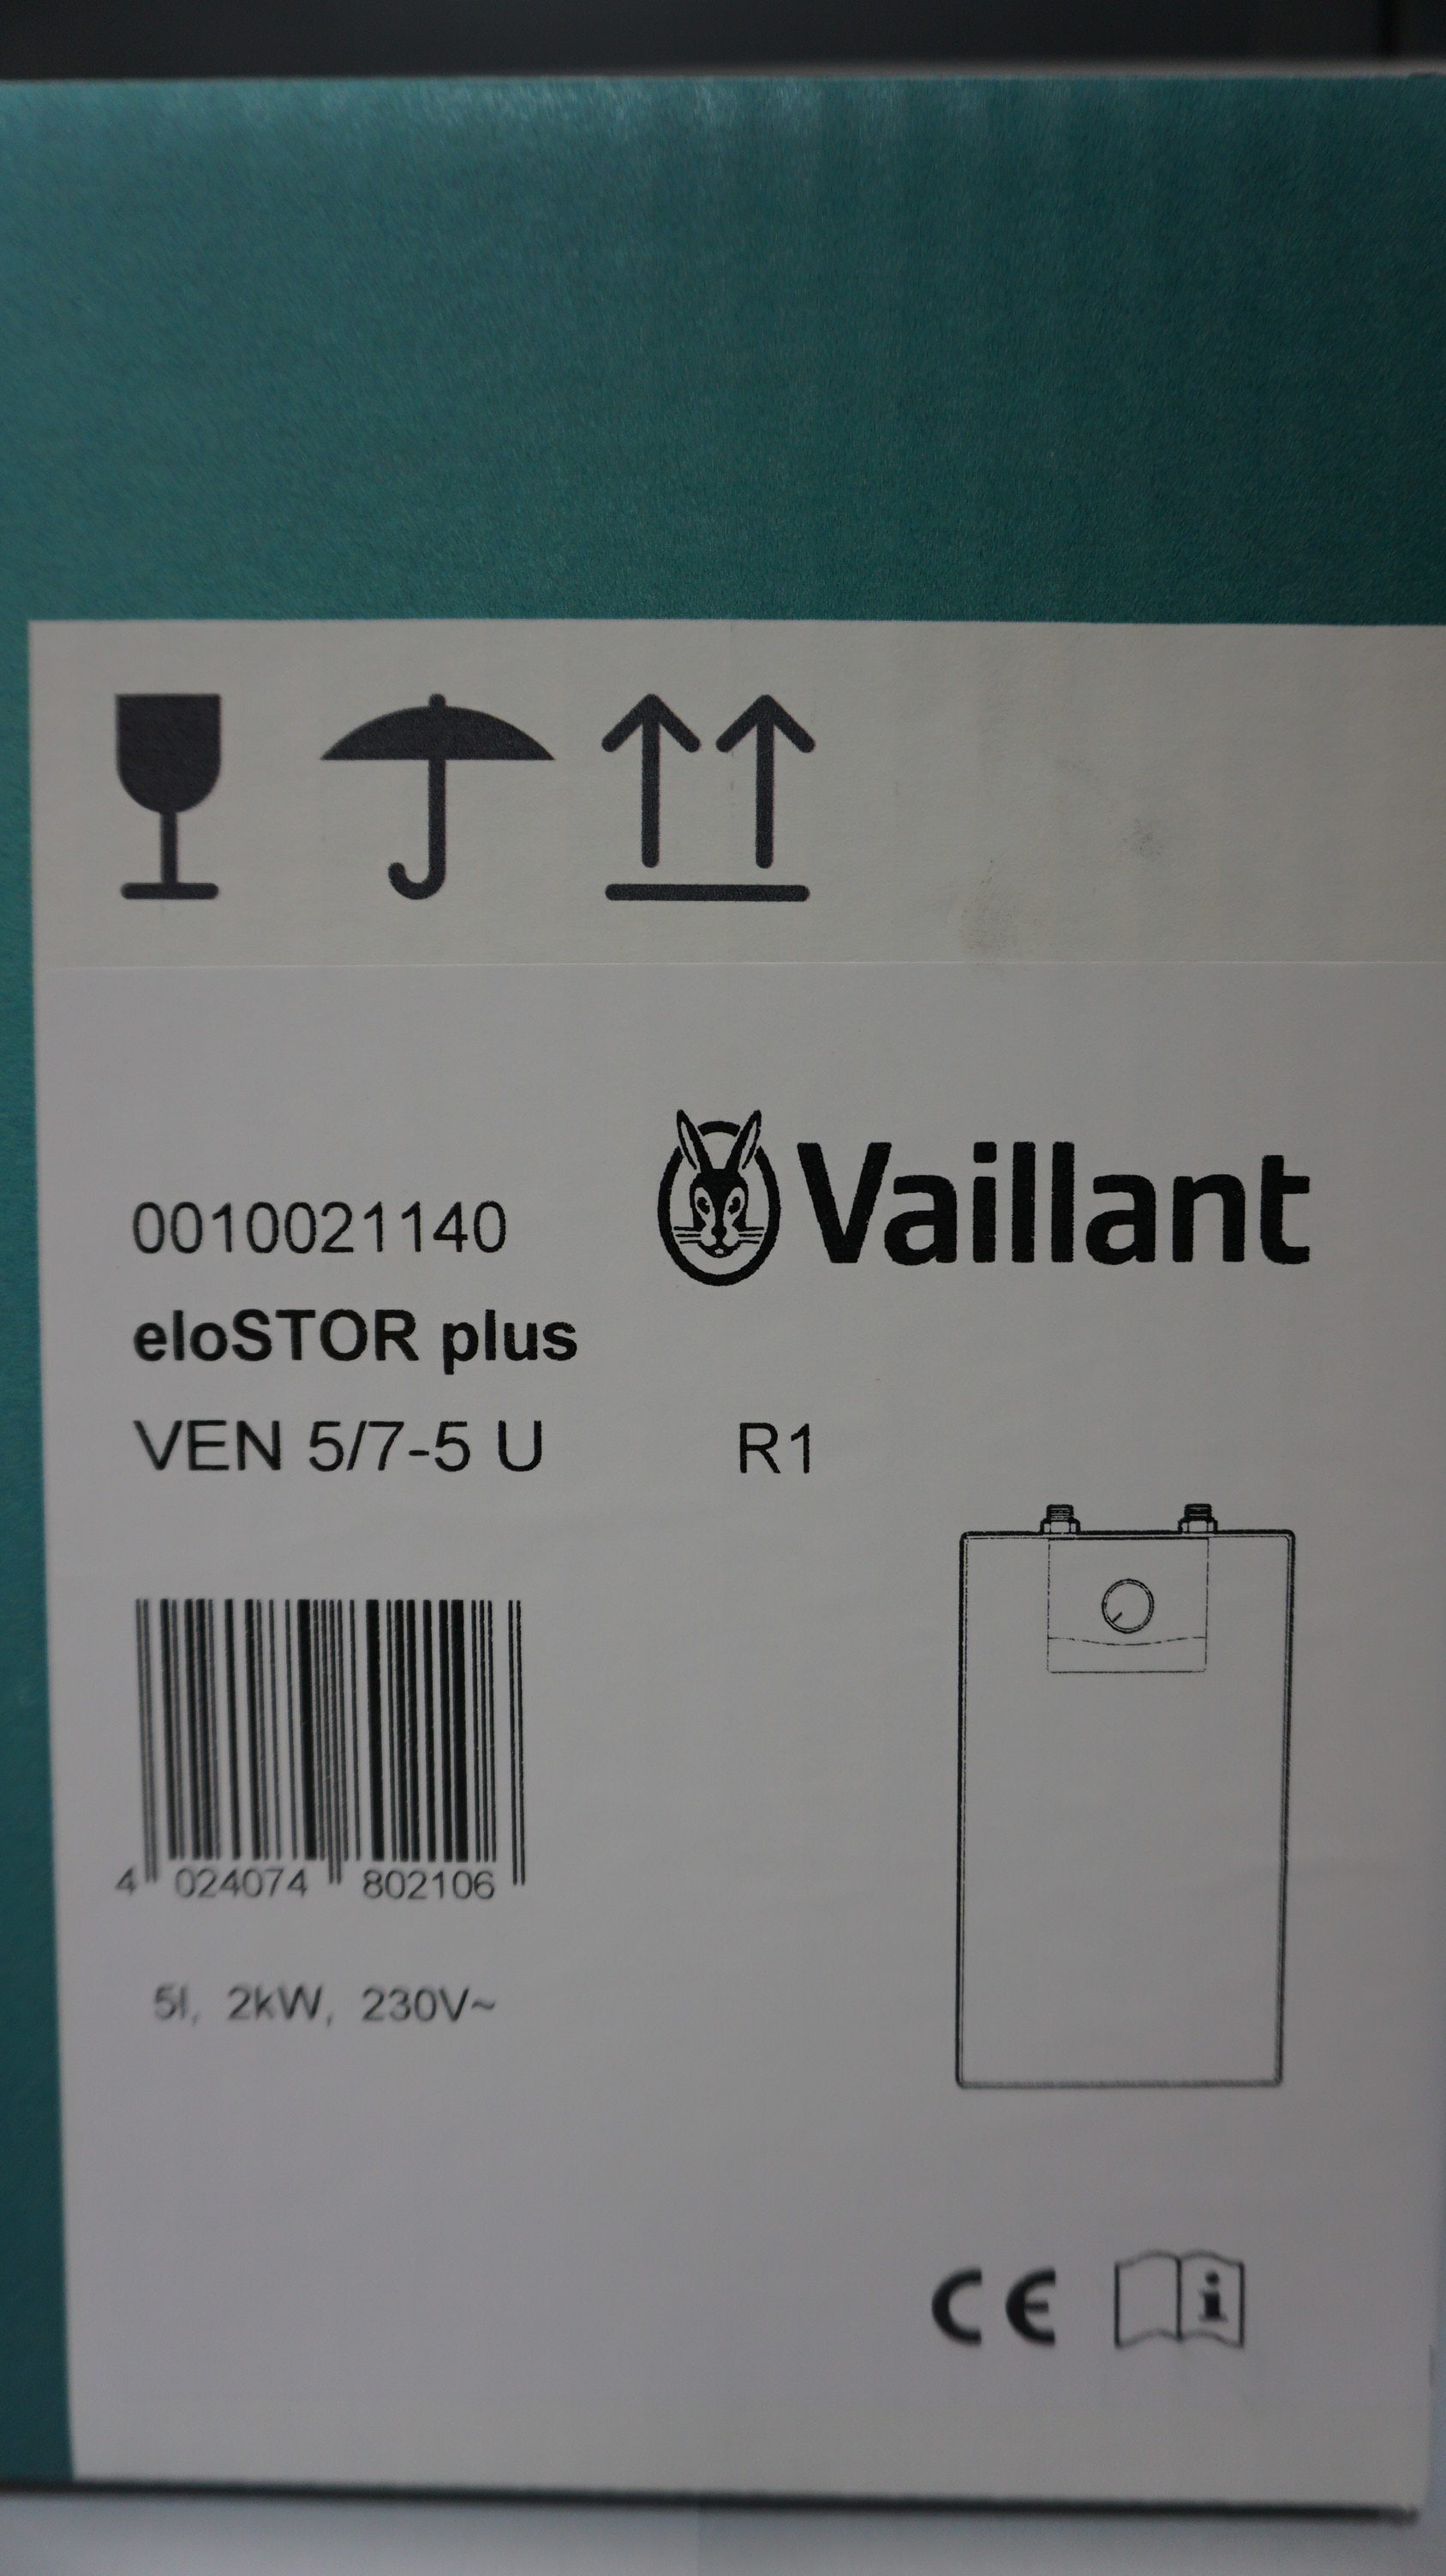 Vaillant
0010021140
eloSTOR plus
VEN 5/7-5 U R1
4 024074 802106
5l, 2kW, 230V~
CE
i